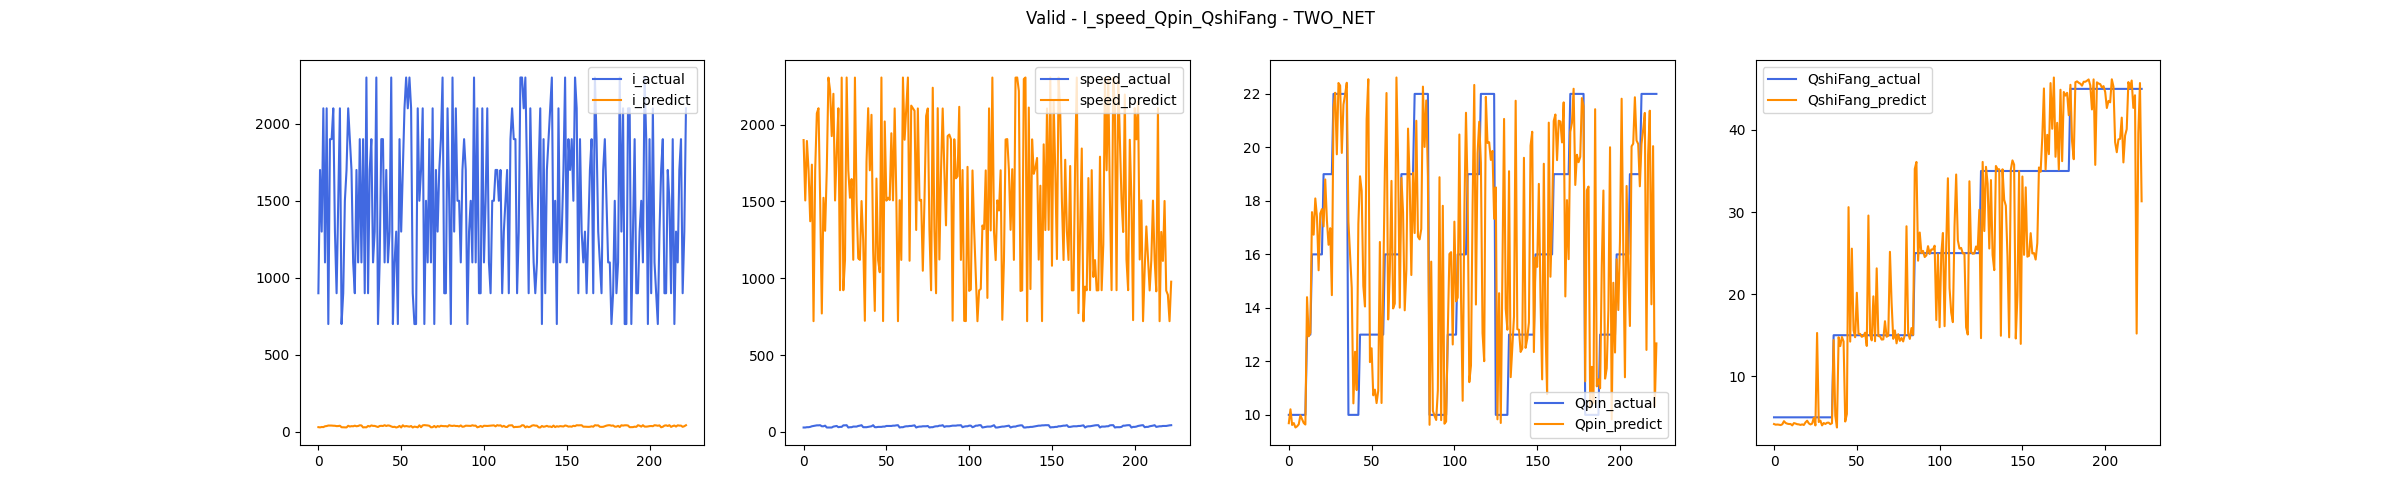 Valid - I_speed_Qpin_QshiFang - TWO_NET
i_actual
i_predict
2000
1500
1000
500
0
0 50 100 150 200
speed_actual
speed_predict
2000
1500
1000
500
0
0 50 100 150 200
22
20
18
16
14
12
10
Qpin_actual
Qpin_predict
0 50 100 150 200
QshiFang_actual
QshiFang_predict
40
30
20
10
0 50 100 150 200